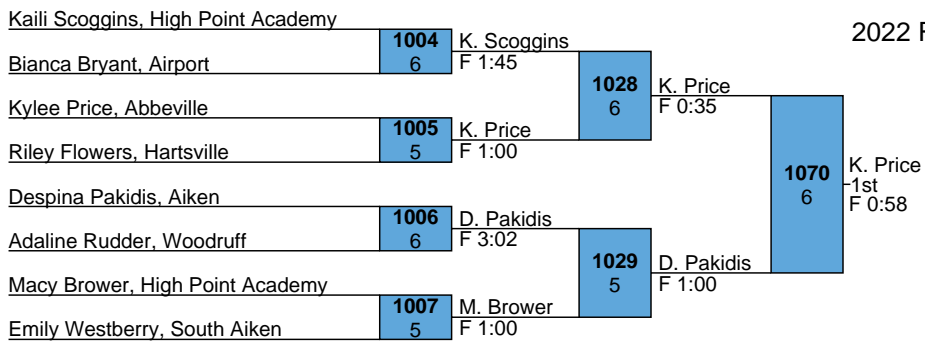 Kaili Scoggins, High Point Academy
2022 F
1004
K. Scoggins
6
F 1:45
Bianca Bryant, Airport
1028
K. Price
6
F 0:35
Kylee Price, Abbeville
1005
K. Price
5
F 1:00
Riley Flowers, Hartsville
1070
K. Price
6
1st
F 0:58
Despina Pakidis, Aiken
1006
D. Pakidis
6
F 3:02
Adaline Rudder, Woodruff
1029
D. Pakidis
5
F 1:00
Macy Brower, High Point Academy
1007
M. Brower
5
F 1:00
Emily Westberry, South Aiken